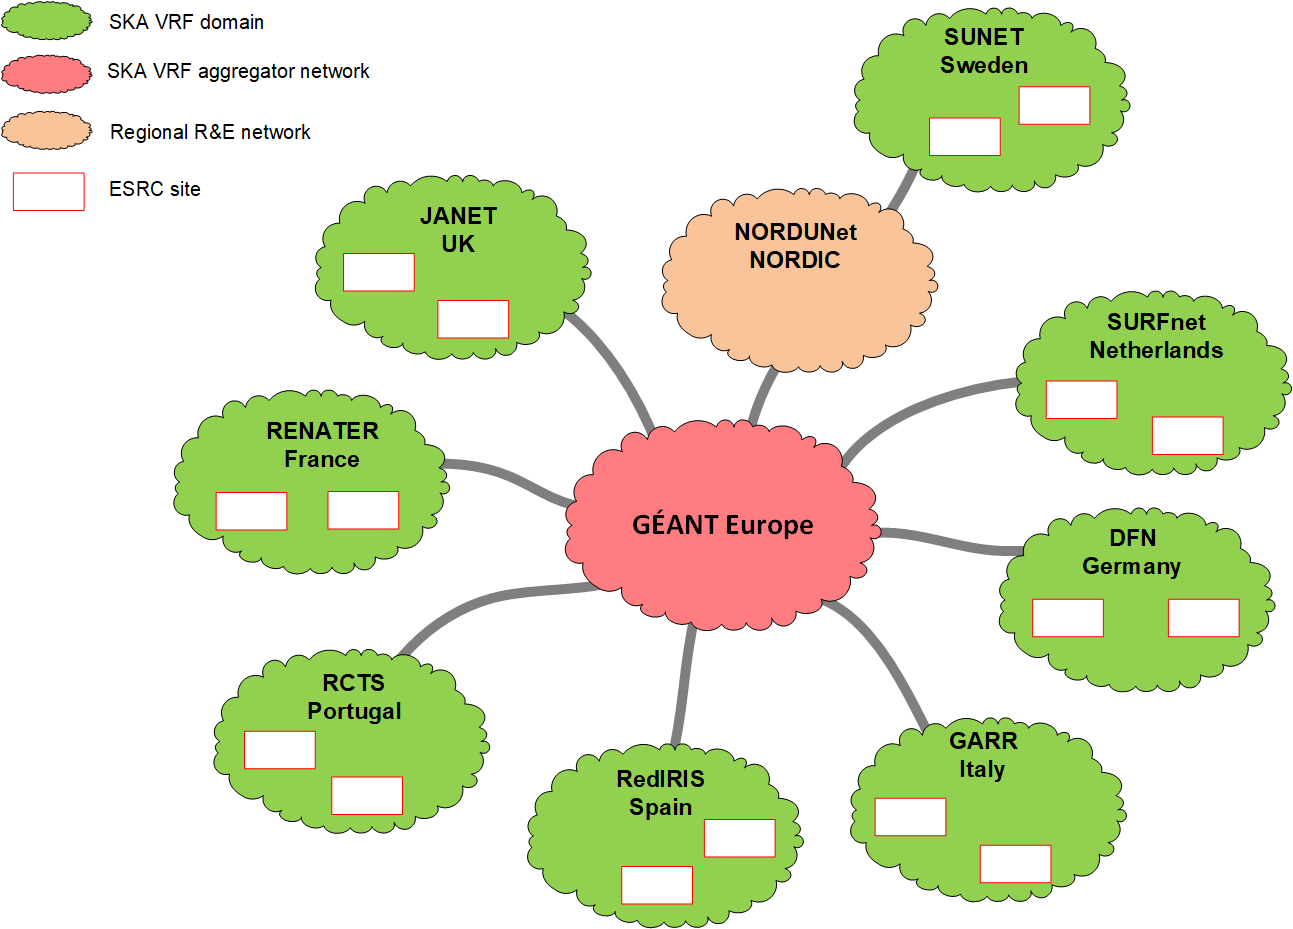 SKA VRF domain
SKA VRF aggregator network
Regional R&E network
ESRC site
SUNET
Sweden
JANET
UK
NORDUNet
NORDIC
SURFnet
Netherlands
RENATER
France
GÉANT Europe
DFN
Germany
RCTS
Portugal
RedIRIS
Spain
GARR
Italy